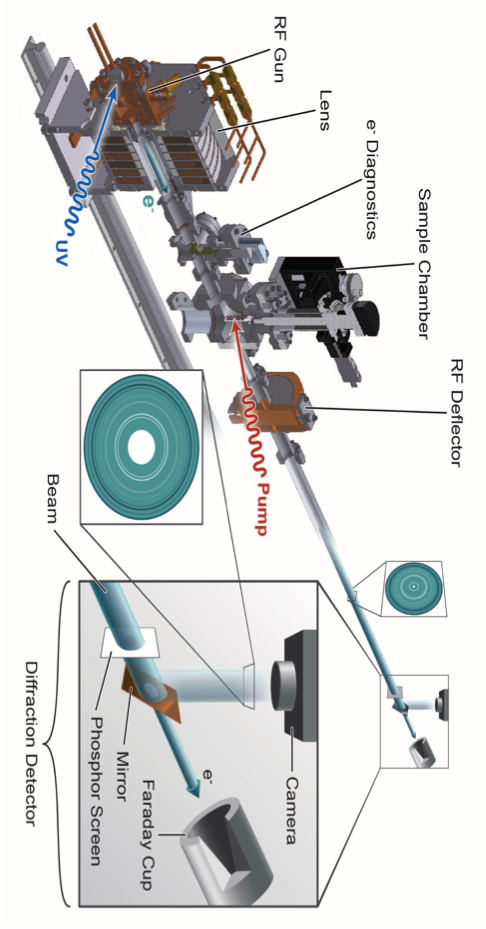 RF Gun
Lens
e⁻ Diagnostics
Sample Chamber
RF Deflector
e⁻
UV
Pump
Beam
Phosphor Screen
Mirror
Faraday Cup
e⁻
Camera
Diffraction Detector